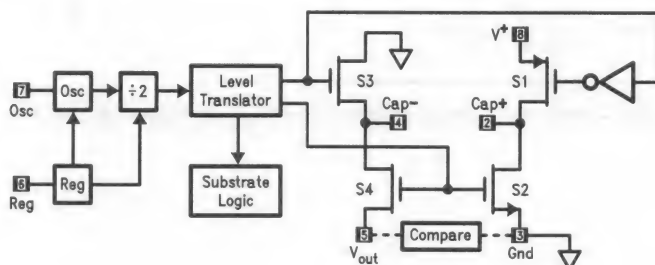 V+
8
S3
S1
7
Osc
Osc
÷2
Level
Translator
Cap-
4
Cap+
2
6
Reg
Reg
Substrate
Logic
S4
S2
5
Vout
Compare
3
Gnd